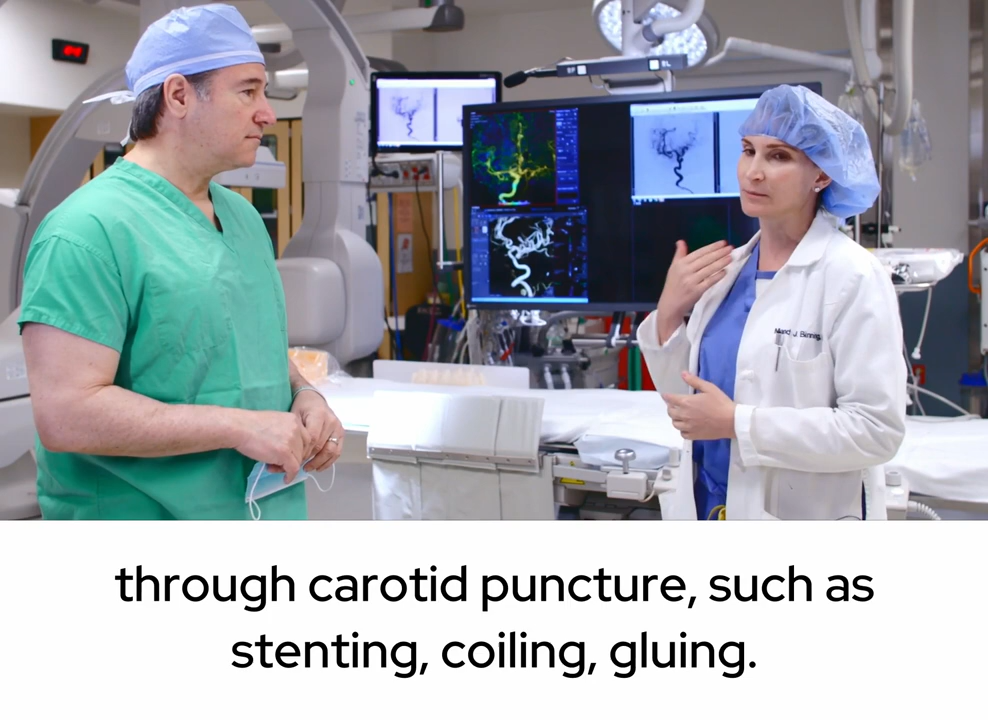 through carotid puncture, such as
stenting, coiling, gluing.